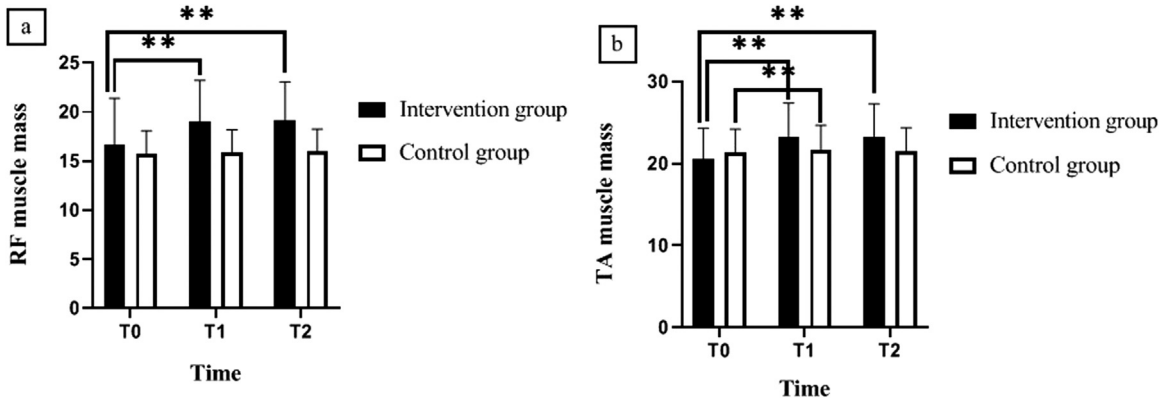 a
**
**
25
20
15
10
5
0
RF muscle mass
T0 T1 T2
Time
Intervention group
Control group
b
**
**
**
30
20
10
0
TA muscle mass
T0 T1 T2
Time
Intervention group
Control group